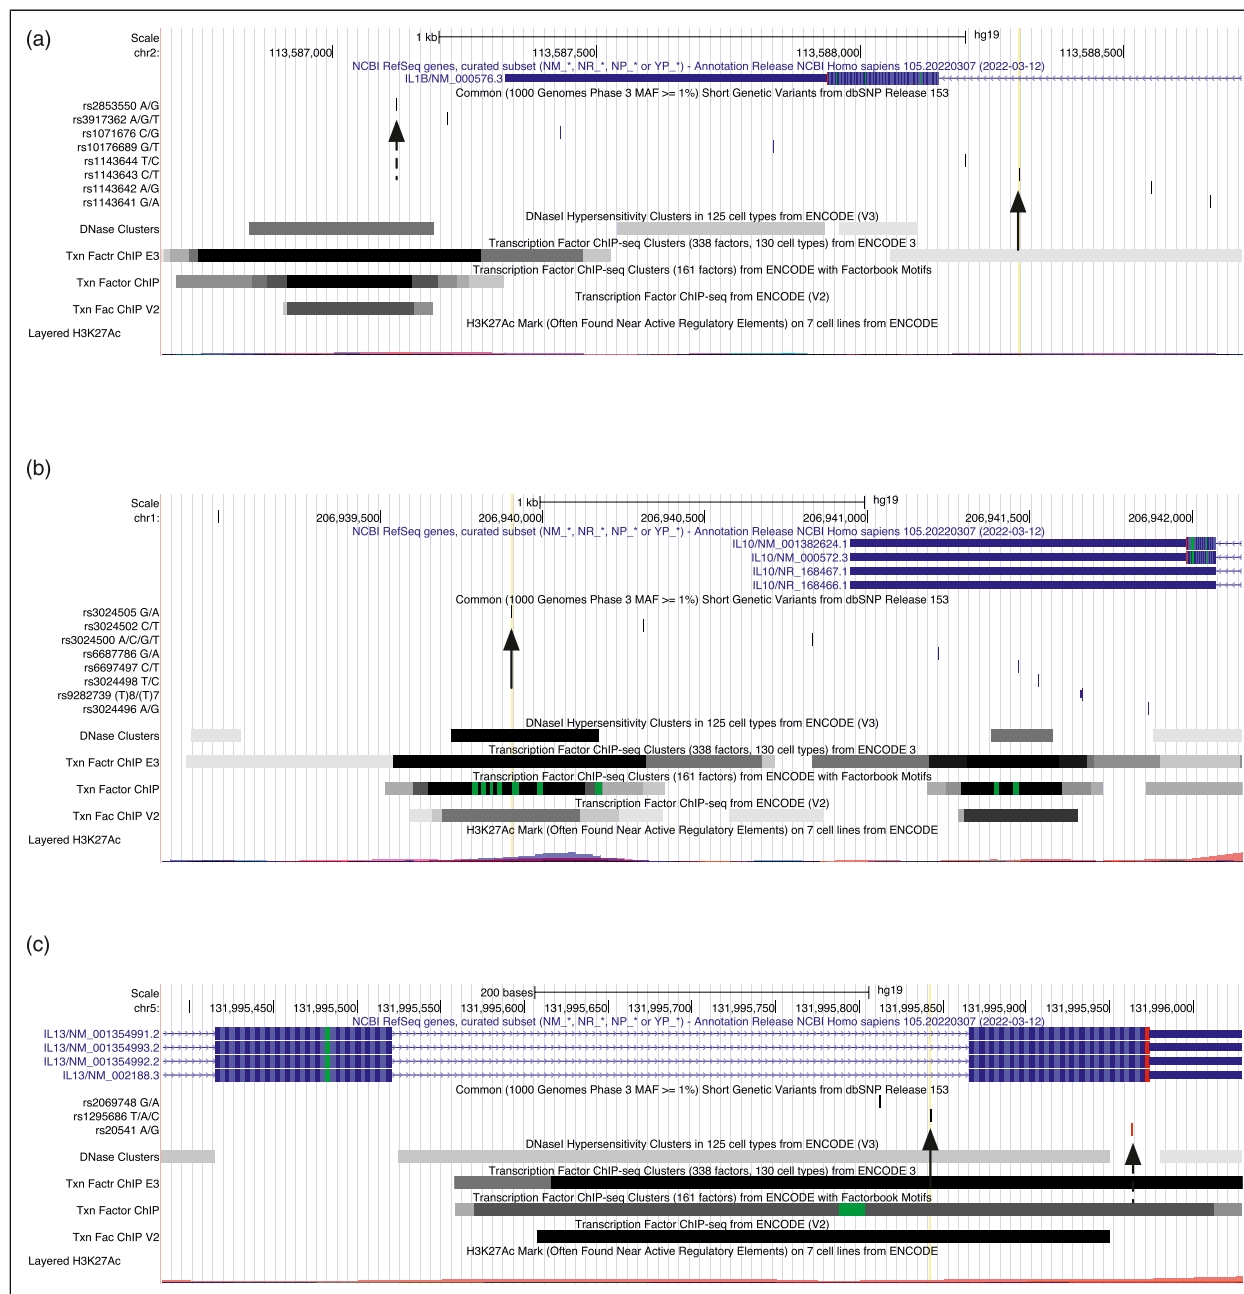 (a)
Scale 1 kb hg19
chr2: 113,587,000 113,587,500 113,588,000 113,588,500
NCBI RefSeq genes, curated subset (NM_*, NR_*, NP_* or YP_*) - Annotation Release NCBI Homo sapiens 105.20220307 (2022-03-12)
IL1B/NM_000576.3
Common (1000 Genomes Phase 3 MAF >= 1%) Short Genetic Variants from dbSNP Release 153
rs2853550 A/G
rs3917362 A/G/T
rs1071676 C/G
rs10176689 G/T
rs1143644 T/C
rs1143643 C/T
rs1143642 A/G
rs1143641 G/A
DNaseI Hypersensitivity Clusters in 125 cell types from ENCODE (V3)
DNase Clusters
Transcription Factor ChIP-seq Clusters (338 factors, 130 cell types) from ENCODE 3
Txn Factr ChIP E3
Transcription Factor ChIP-seq Clusters (161 factors) from ENCODE with Factorbook Motifs
Txn Factor ChIP
Transcription Factor ChIP-seq from ENCODE (V2)
Txn Fac ChIP V2
H3K27Ac Mark (Often Found Near Active Regulatory Elements) on 7 cell lines from ENCODE
Layered H3K27Ac
(b)
Scale 1 kb hg19
chr1: 206,939,500 206,940,000 206,940,500 206,941,000 206,941,500 206,942,000
NCBI RefSeq genes, curated subset (NM_*, NR_*, NP_* or YP_*) - Annotation Release NCBI Homo sapiens 105.20220307 (2022-03-12)
IL10/NM_001382624.1
IL10/NM_000572.3
IL10/NR_168467.1
IL10/NR_168466.1
Common (1000 Genomes Phase 3 MAF >= 1%) Short Genetic Variants from dbSNP Release 153
rs3024505 G/A
rs3024502 C/T
rs3024500 A/C/G/T
rs6687786 G/A
rs6697497 C/T
rs3024498 T/C
rs9282739 (T)8/(T)7
rs3024496 A/G
DNaseI Hypersensitivity Clusters in 125 cell types from ENCODE (V3)
DNase Clusters
Transcription Factor ChIP-seq Clusters (338 factors, 130 cell types) from ENCODE 3
Txn Factr ChIP E3
Transcription Factor ChIP-seq Clusters (161 factors) from ENCODE with Factorbook Motifs
Txn Factor ChIP
Transcription Factor ChIP-seq from ENCODE (V2)
Txn Fac ChIP V2
H3K27Ac Mark (Often Found Near Active Regulatory Elements) on 7 cell lines from ENCODE
Layered H3K27Ac
(c)
Scale 200 bases hg19
chr5: 131,995,450 131,995,500 131,995,550 131,995,600 131,995,650 131,995,700 131,995,750 131,995,800 131,995,850 131,995,900 131,995,950 131,996,000
NCBI RefSeq genes, curated subset (NM_*, NR_*, NP_* or YP_*) - Annotation Release NCBI Homo sapiens 105.20220307 (2022-03-12)
IL13/NM_001354991.2
IL13/NM_001354993.2
IL13/NM_001354992.2
IL13/NM_002188.3
Common (1000 Genomes Phase 3 MAF >= 1%) Short Genetic Variants from dbSNP Release 153
rs2069748 G/A
rs1295686 T/A/C
rs20541 A/G
DNaseI Hypersensitivity Clusters in 125 cell types from ENCODE (V3)
DNase Clusters
Transcription Factor ChIP-seq Clusters (338 factors, 130 cell types) from ENCODE 3
Txn Factr ChIP E3
Transcription Factor ChIP-seq Clusters (161 factors) from ENCODE with Factorbook Motifs
Txn Factor ChIP
Transcription Factor ChIP-seq from ENCODE (V2)
Txn Fac ChIP V2
H3K27Ac Mark (Often Found Near Active Regulatory Elements) on 7 cell lines from ENCODE
Layered H3K27Ac